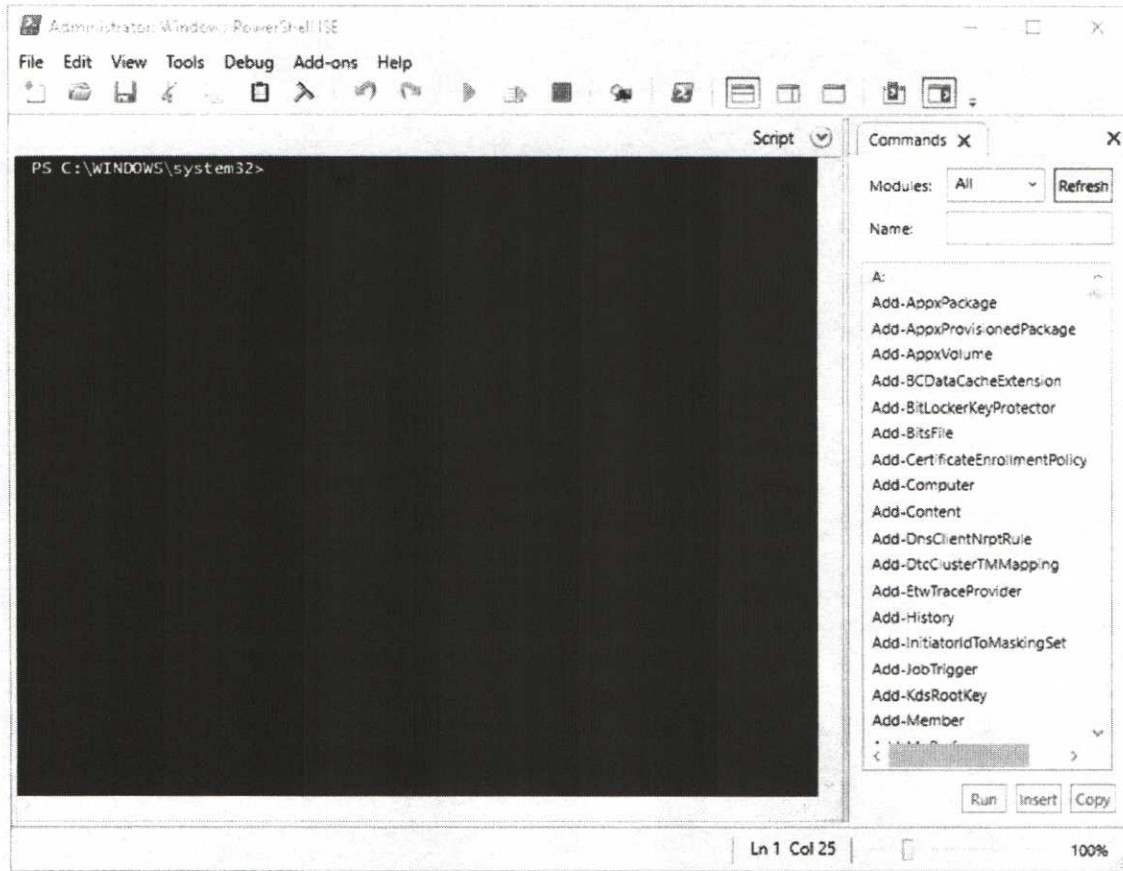 Administrator: Windows PowerShell ISE
File Edit View Tools Debug Add-ons Help
Script
Commands X
PS C:\WINDOWS\system32>
Modules: All Refresh
Name:
A:
Add-AppxPackage
Add-AppxProvisionedPackage
Add-AppxVolume
Add-BCDataCacheExtension
Add-BitLockerKeyProtector
Add-BitsFile
Add-CertificateEnrollmentPolicy
Add-Computer
Add-Content
Add-DnsClientNrptRule
Add-DtcClusterTMMapping
Add-EtwTraceProvider
Add-History
Add-InitiatorIdToMaskingSet
Add-JobTrigger
Add-KdsRootKey
Add-Member
Run Insert Copy
Ln 1 Col 25 100%